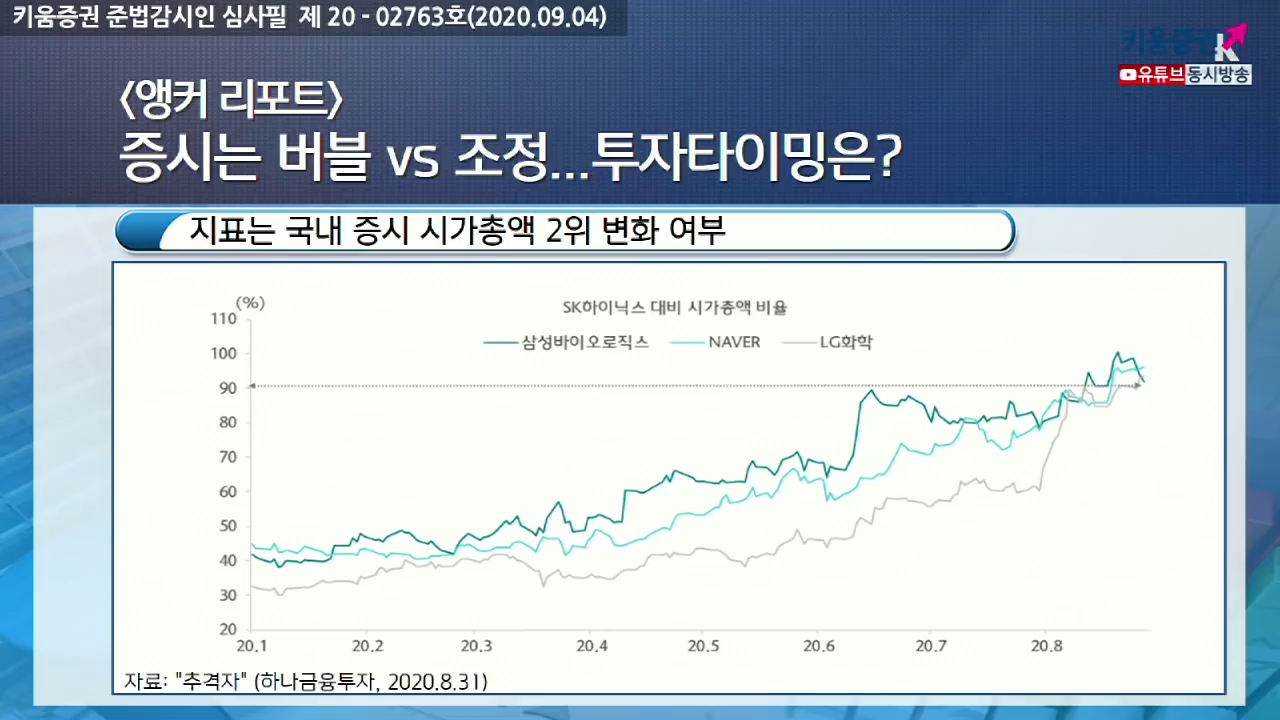 키움증권 준법감시인 심사필 제 20 - 02763호(2020.09.04)
키움증권
유튜브 동시방송
<앵커 리포트>
증시는 버블 vs 조정...투자타이밍은?
지표는 국내 증시 시가총액 2위 변화 여부
(%)
SK하이닉스 대비 시가총액 비율
삼성바이오로직스 NAVER LG화학
110
100
90
80
70
60
50
40
30
20
20.1 20.2 20.3 20.4 20.5 20.6 20.7 20.8
자료: "추격자" (하나금융투자, 2020.8.31)